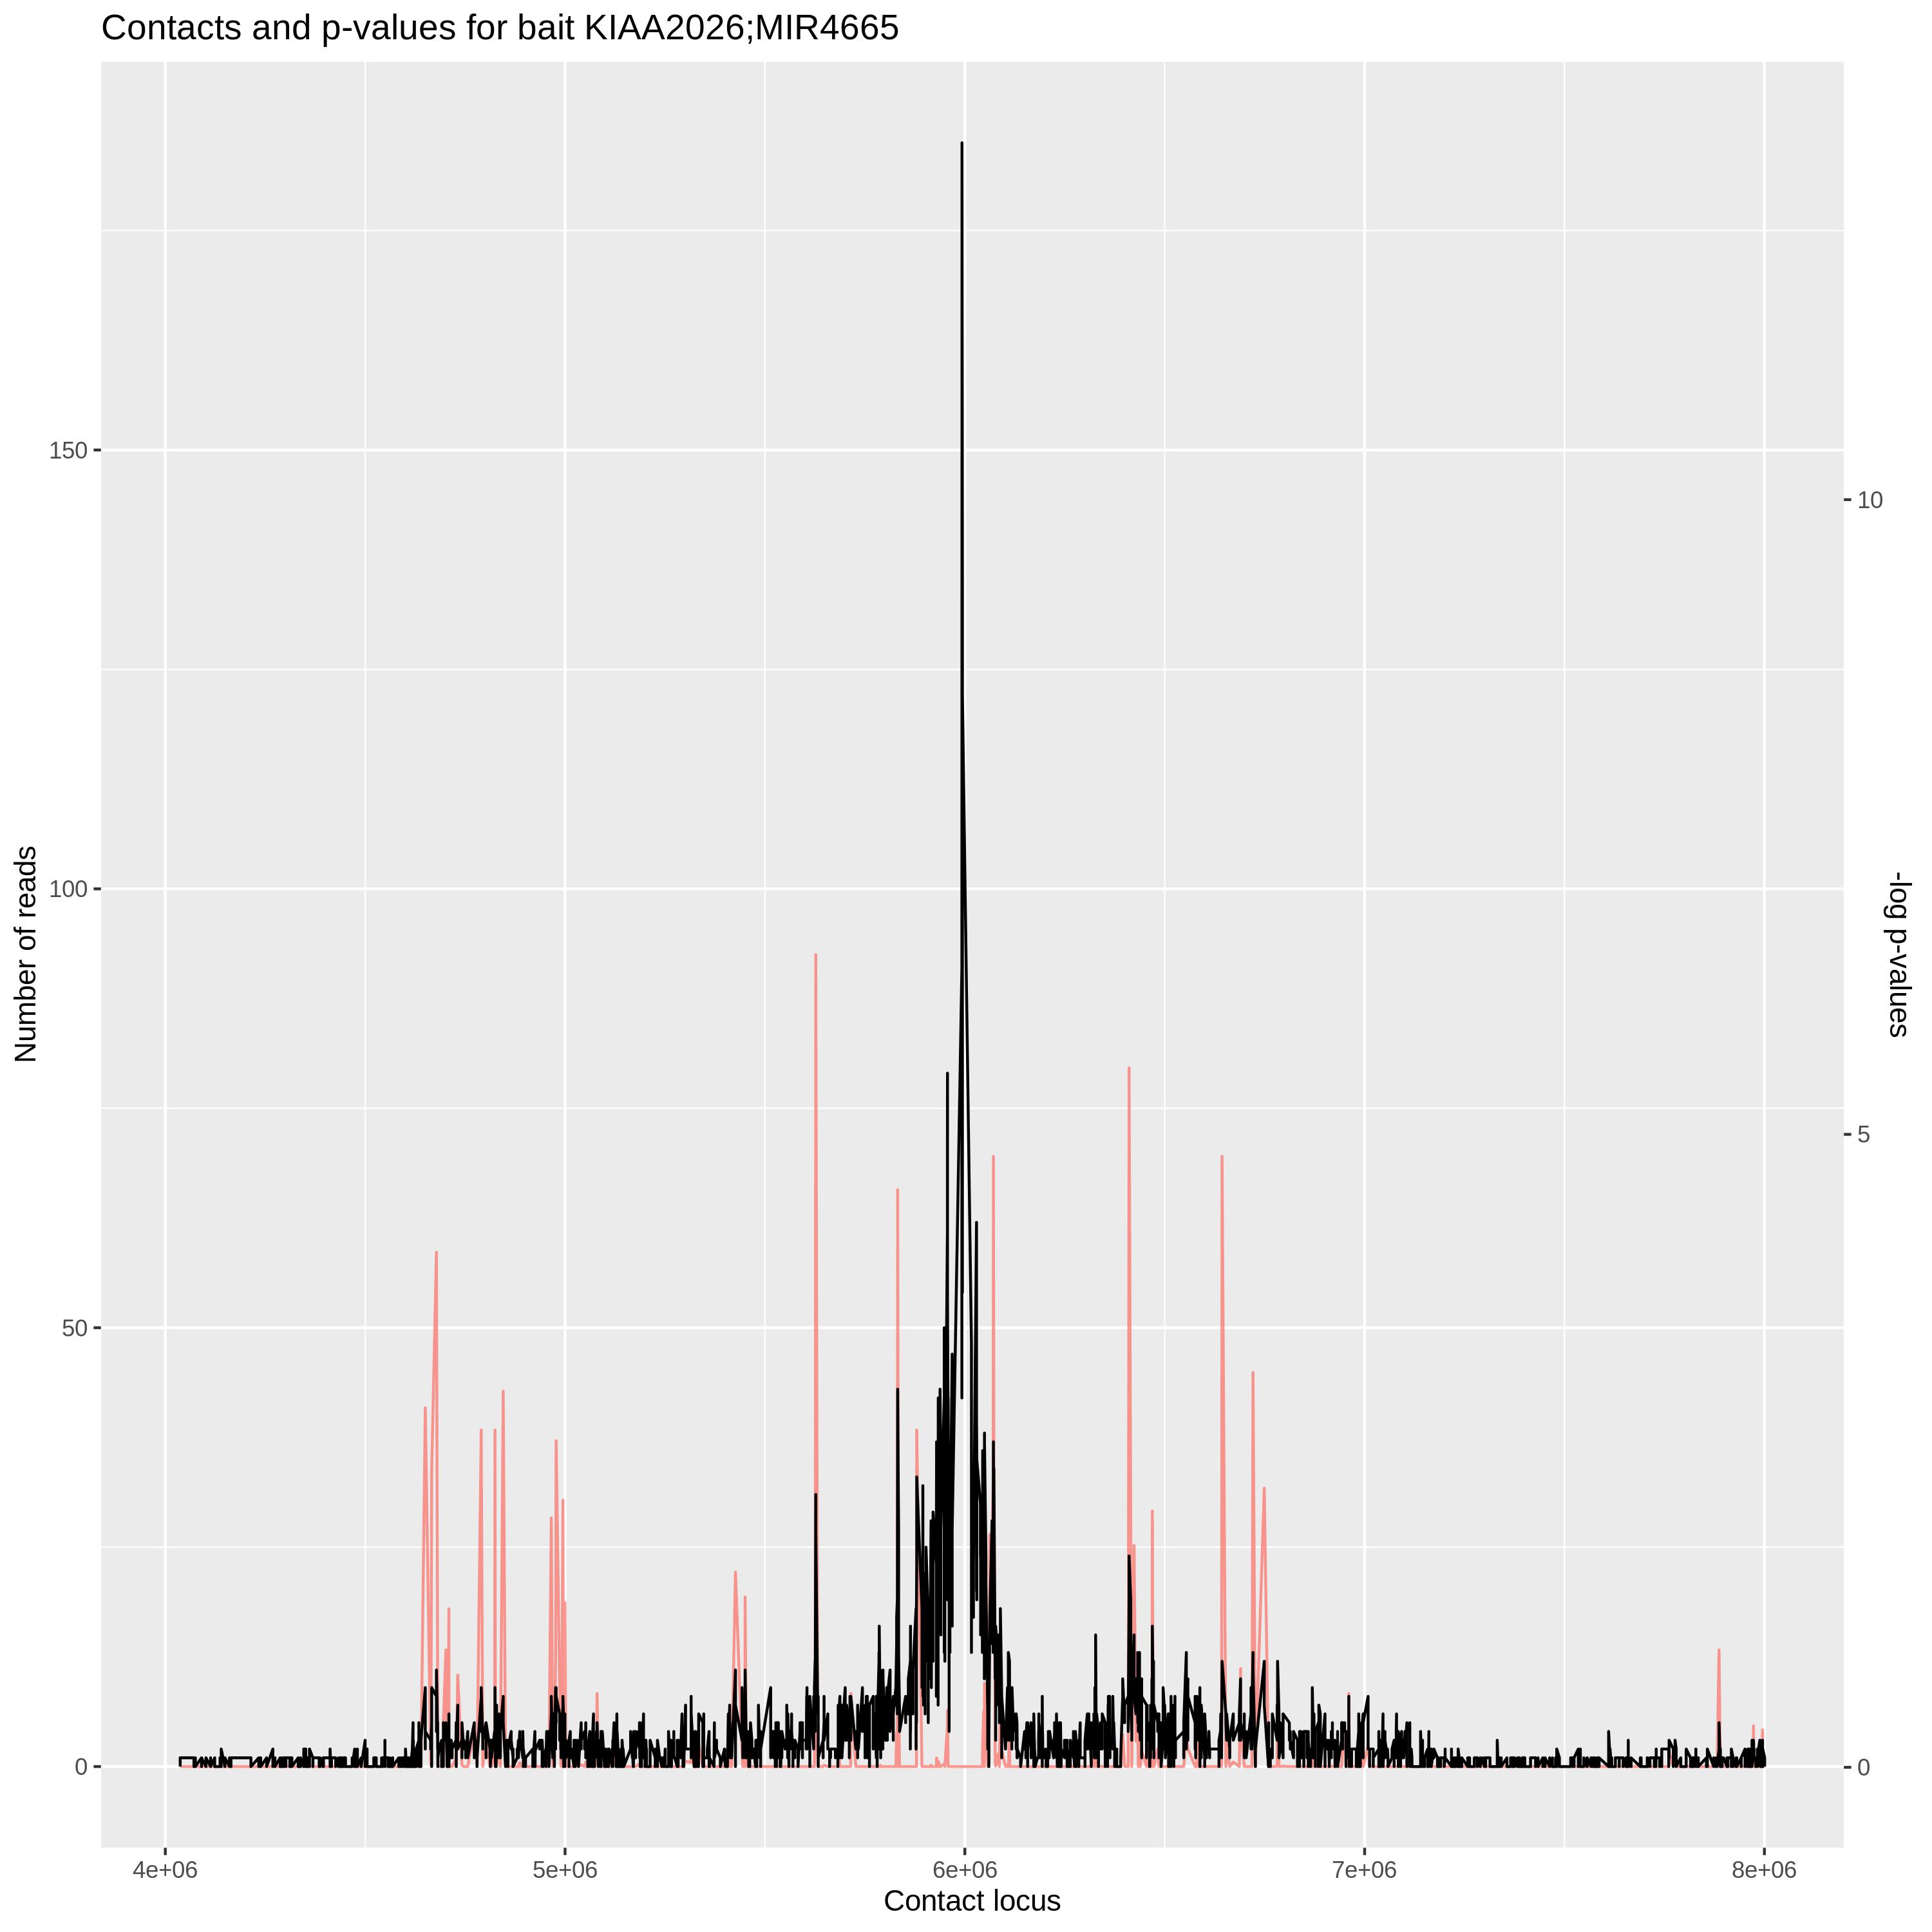 Contacts and p-values for bait KIAA2026;MIR4665
150
100
50
0
10
5
0
Number of reads
-log p-values
4e+06 5e+06 6e+06 7e+06 8e+06
Contact locus